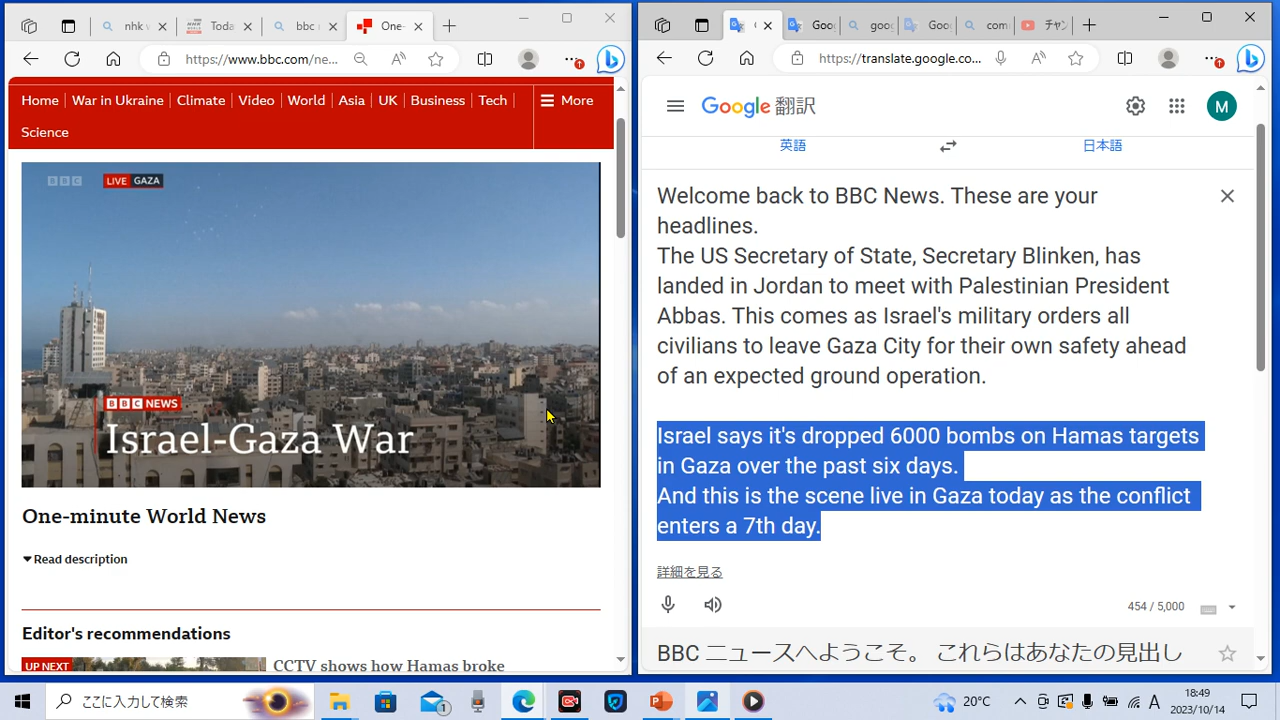 nhk w
Toda
bbc
One-
https://www.bbc.com/ne...
Home
War in Ukraine
Climate
Video
World
Asia
UK
Business
Tech
More
Science
BBC
LIVE GAZA
BBC NEWS
Israel-Gaza War
One-minute World News
Read description
Editor's recommendations
UP NEXT
CCTV shows how Hamas broke
Goo
goo
Goo
com
チャン
https://translate.google.co...
Google 翻訳
M
英語
日本語
Welcome back to BBC News. These are your
headlines.
The US Secretary of State, Secretary Blinken, has
landed in Jordan to meet with Palestinian President
Abbas. This comes as Israel's military orders all
civilians to leave Gaza City for their own safety ahead
of an expected ground operation.
Israel says it's dropped 6000 bombs on Hamas targets
in Gaza over the past six days.
And this is the scene live in Gaza today as the conflict
enters a 7th day.
詳細を見る
454 / 5,000
BBC ニュースへようこそ。 これらはあなたの見出し
ここに入力して検索
1
20°C
A
18:49
2023/10/14